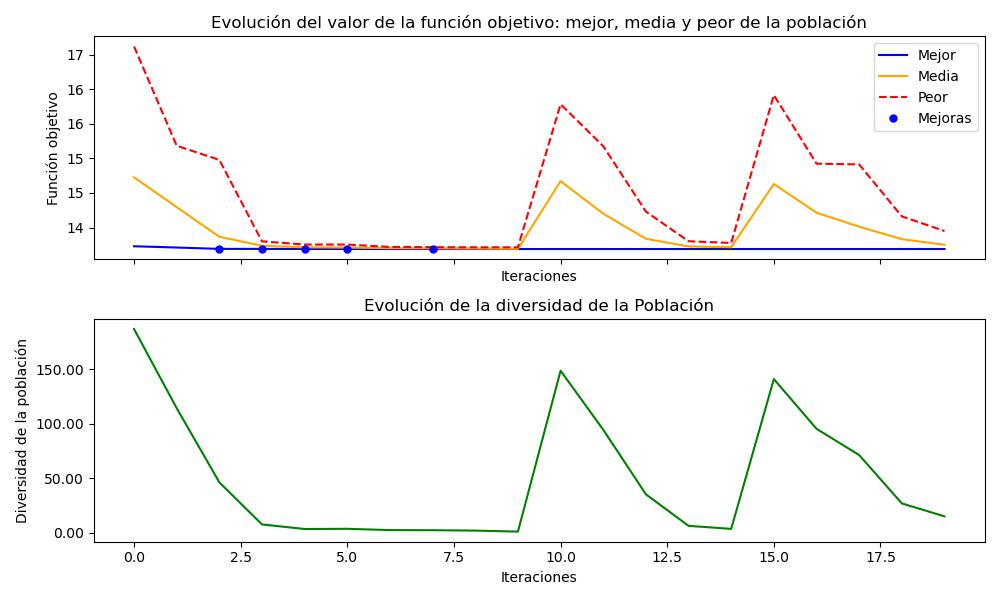 Evolución del valor de la función objetivo: mejor, media y peor de la población
Función objetivo
17
16
16
15
15
14
Mejor
Media
Peor
Mejoras
Iteraciones
Evolución de la diversidad de la Población
Diversidad de la población
150.00
100.00
50.00
0.00
0.0 2.5 5.0 7.5 10.0 12.5 15.0 17.5
Iteraciones